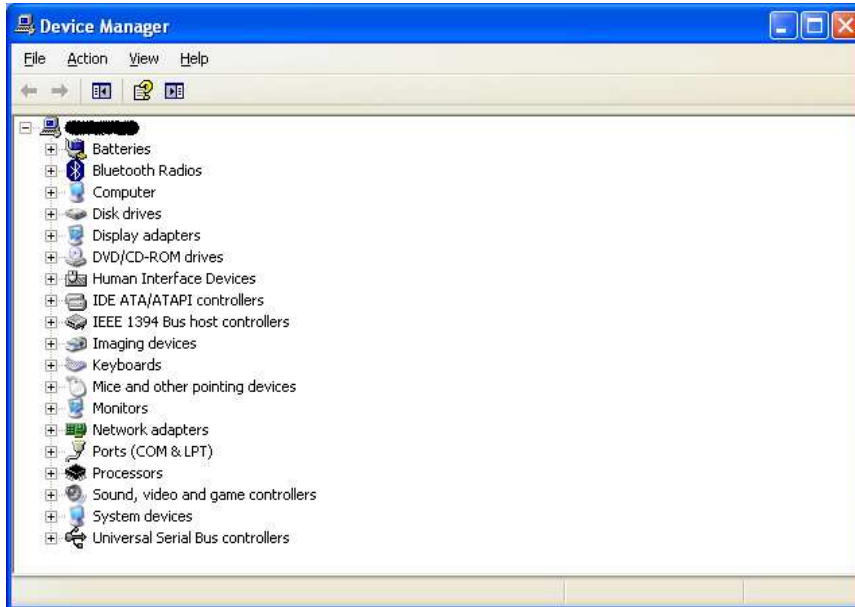 Device Manager
File Action View Help
Batteries
Bluetooth Radios
Computer
Disk drives
Display adapters
DVD/CD-ROM drives
Human Interface Devices
IDE ATA/ATAPI controllers
IEEE 1394 Bus host controllers
Imaging devices
Keyboards
Mice and other pointing devices
Monitors
Network adapters
Ports (COM & LPT)
Processors
Sound, video and game controllers
System devices
Universal Serial Bus controllers